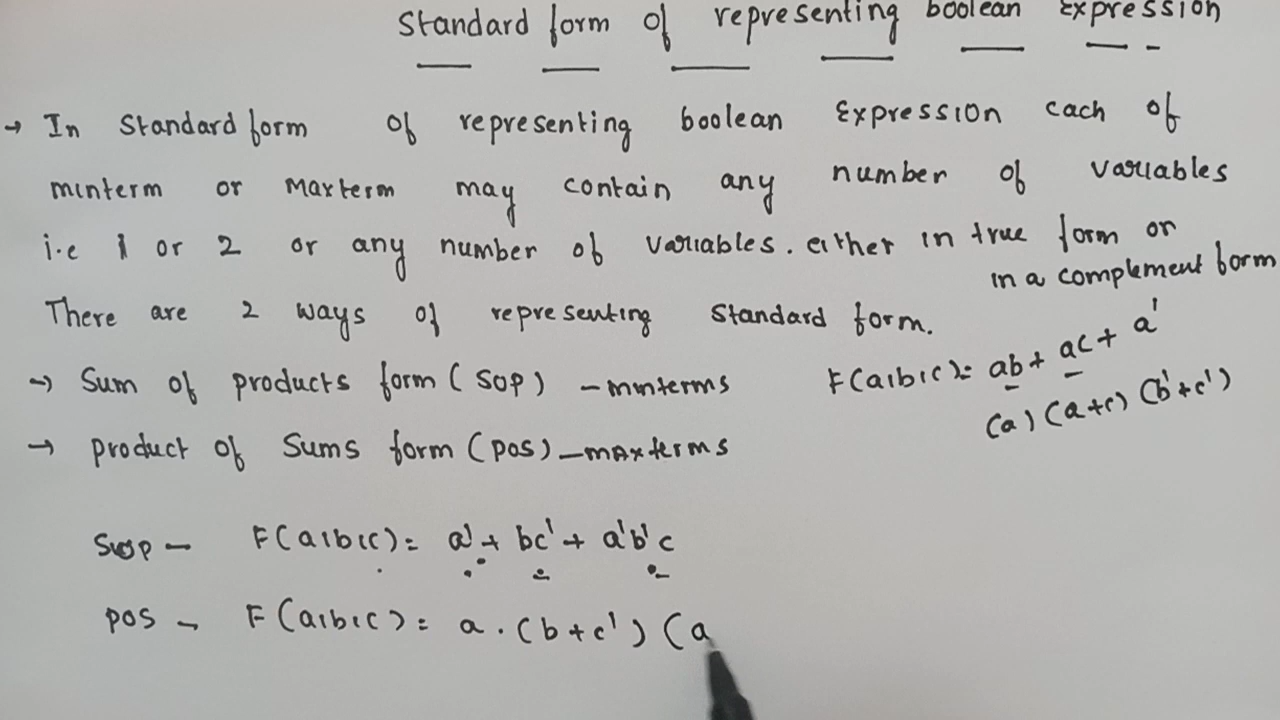 Standard form of representing boolean Expression
→ In standard form of representing boolean Expression each of
minterm or Maxterm may contain any number of variables
i.e 1 or 2 or any number of variables. either in true form or
in a complement form
There are 2 ways of representing standard form.
→ Sum of products form (SOP) - minterms
F(a,b,c)= ab + ac + a'
(a) (a+c) (b'+c')
→ product of Sums form (POS) - maxterms
SOP - F(a,b,c)= a' + bc' + a'b'c
POS - F(a,b,c)= a . (b+c') (a